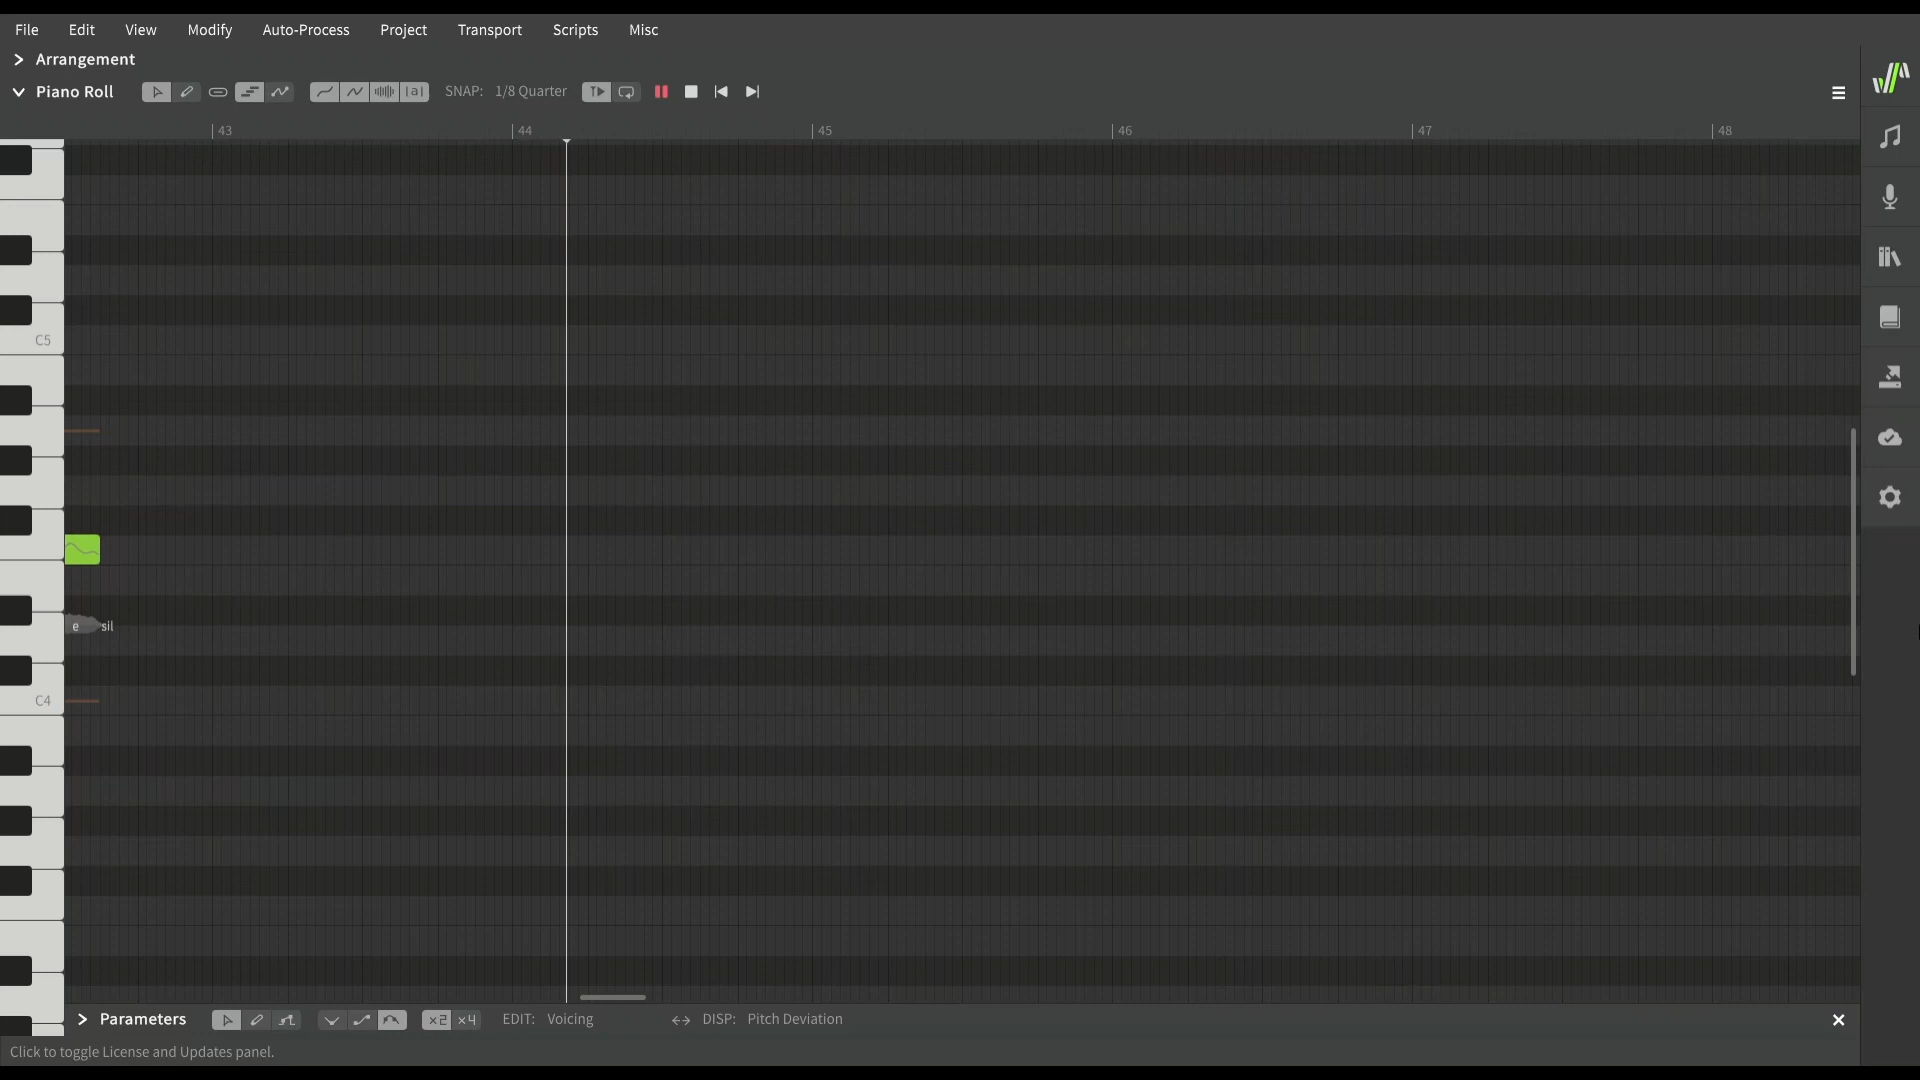 File Edit View Modify Auto-Process Project Transport Scripts Misc
Arrangement
Piano Roll [a] SNAP: 1/8 Quarter
43 44 45 46 47 48
C5
e sil
C4
Parameters x2 x4 EDIT: Voicing DISP: Pitch Deviation
Click to toggle License and Updates panel.